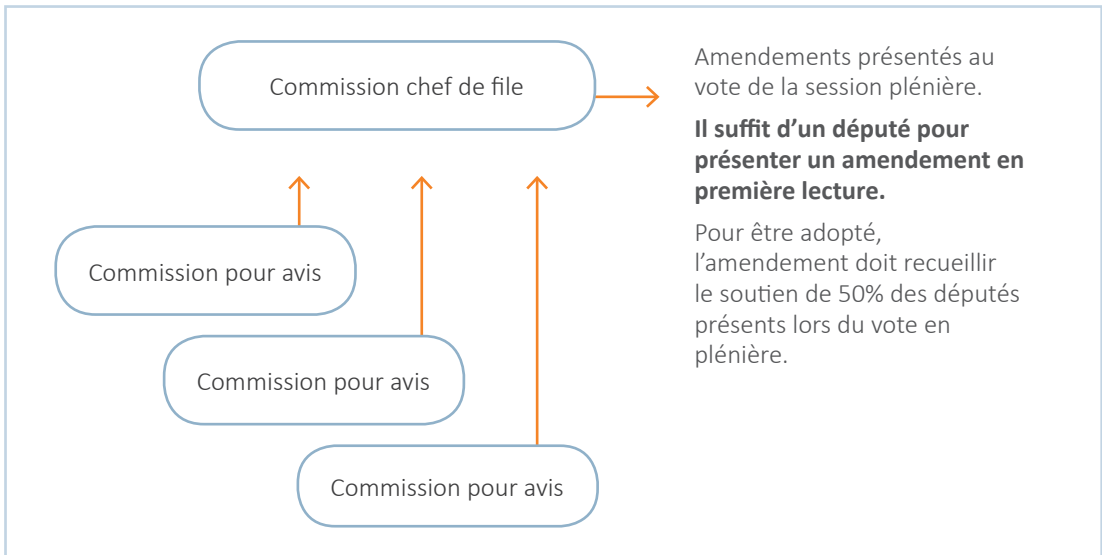 Commission chef de file
Commission pour avis
Commission pour avis
Commission pour avis
Amendements présentés au
vote de la session plénière.
Il suffit d’un député pour
présenter un amendement en
première lecture.
Pour être adopté,
l’amendement doit recueillir
le soutien de 50% des députés
présents lors du vote en
plénière.